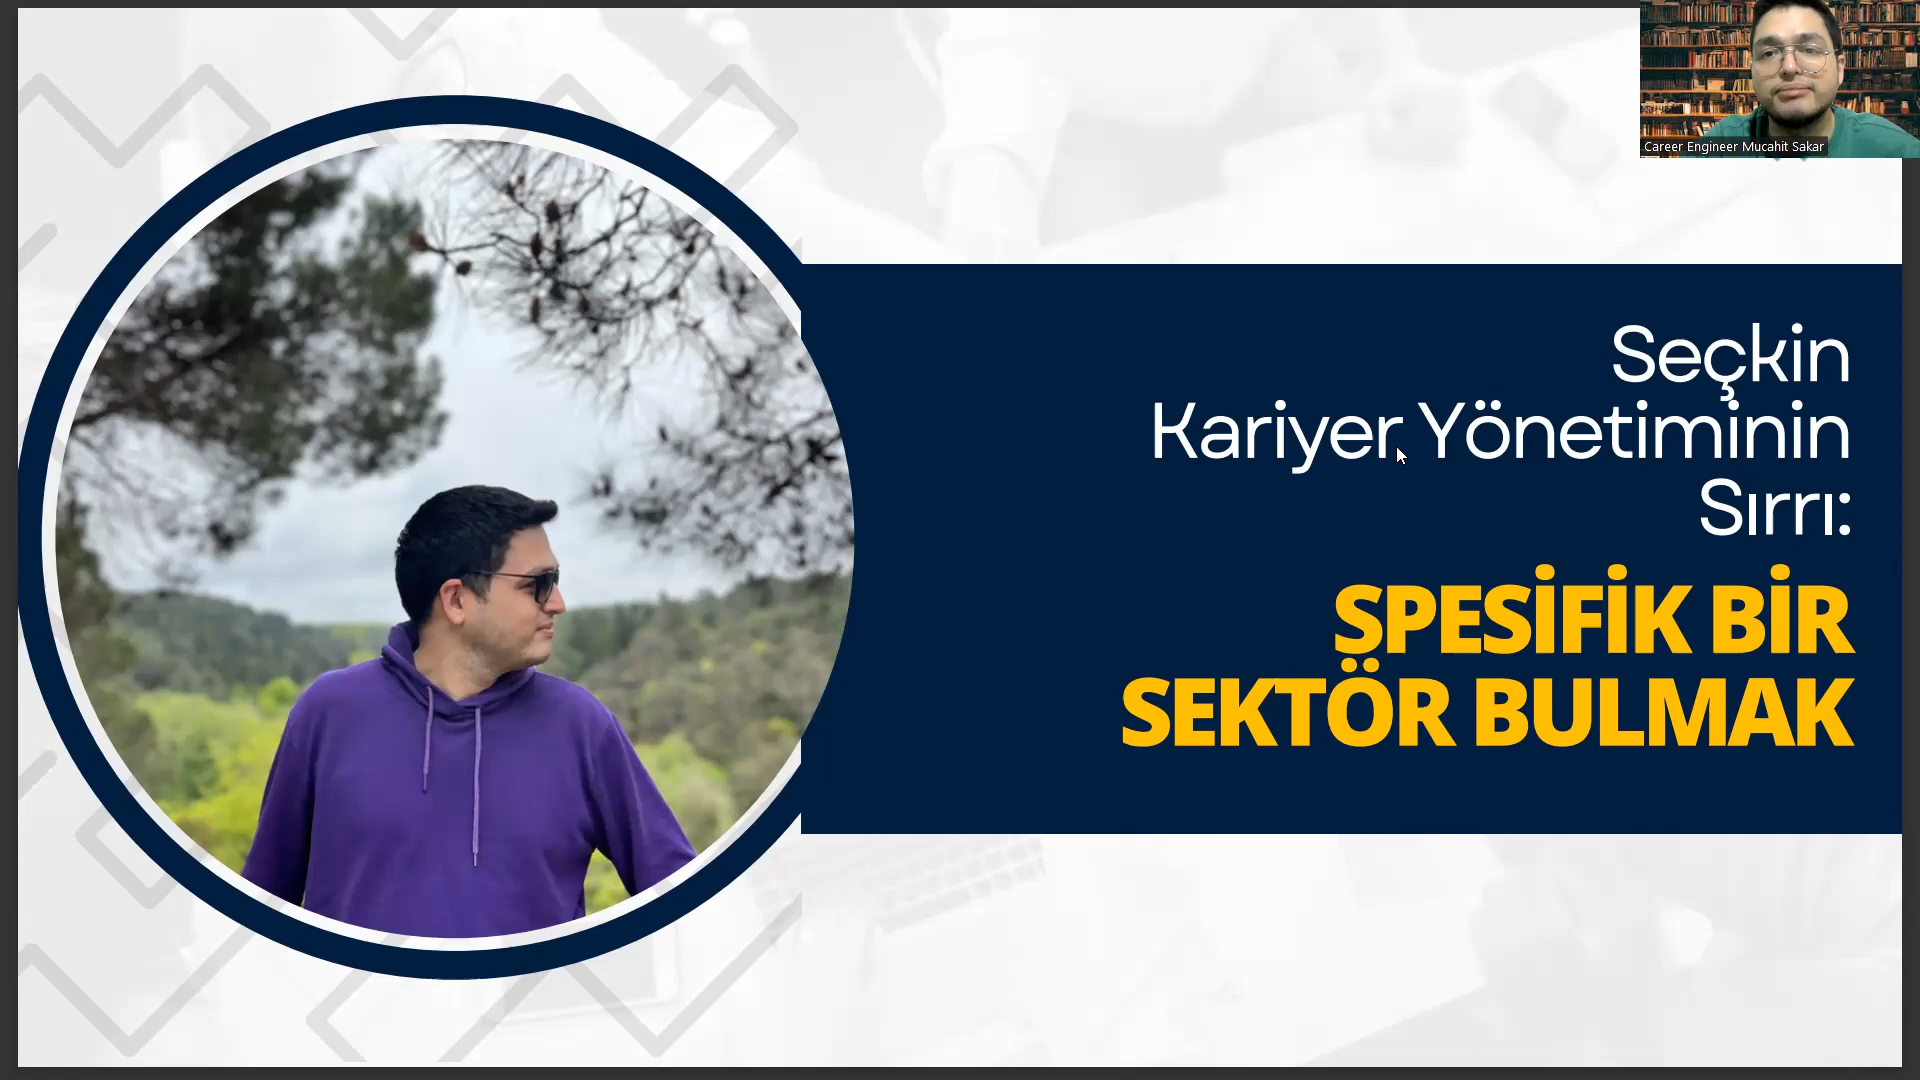 Career Engineer Mucahit Sakar
Seçkin
Kariyer Yönetiminin
Sırrı:
SPESİFİK BİR
SEKTÖR BULMAK